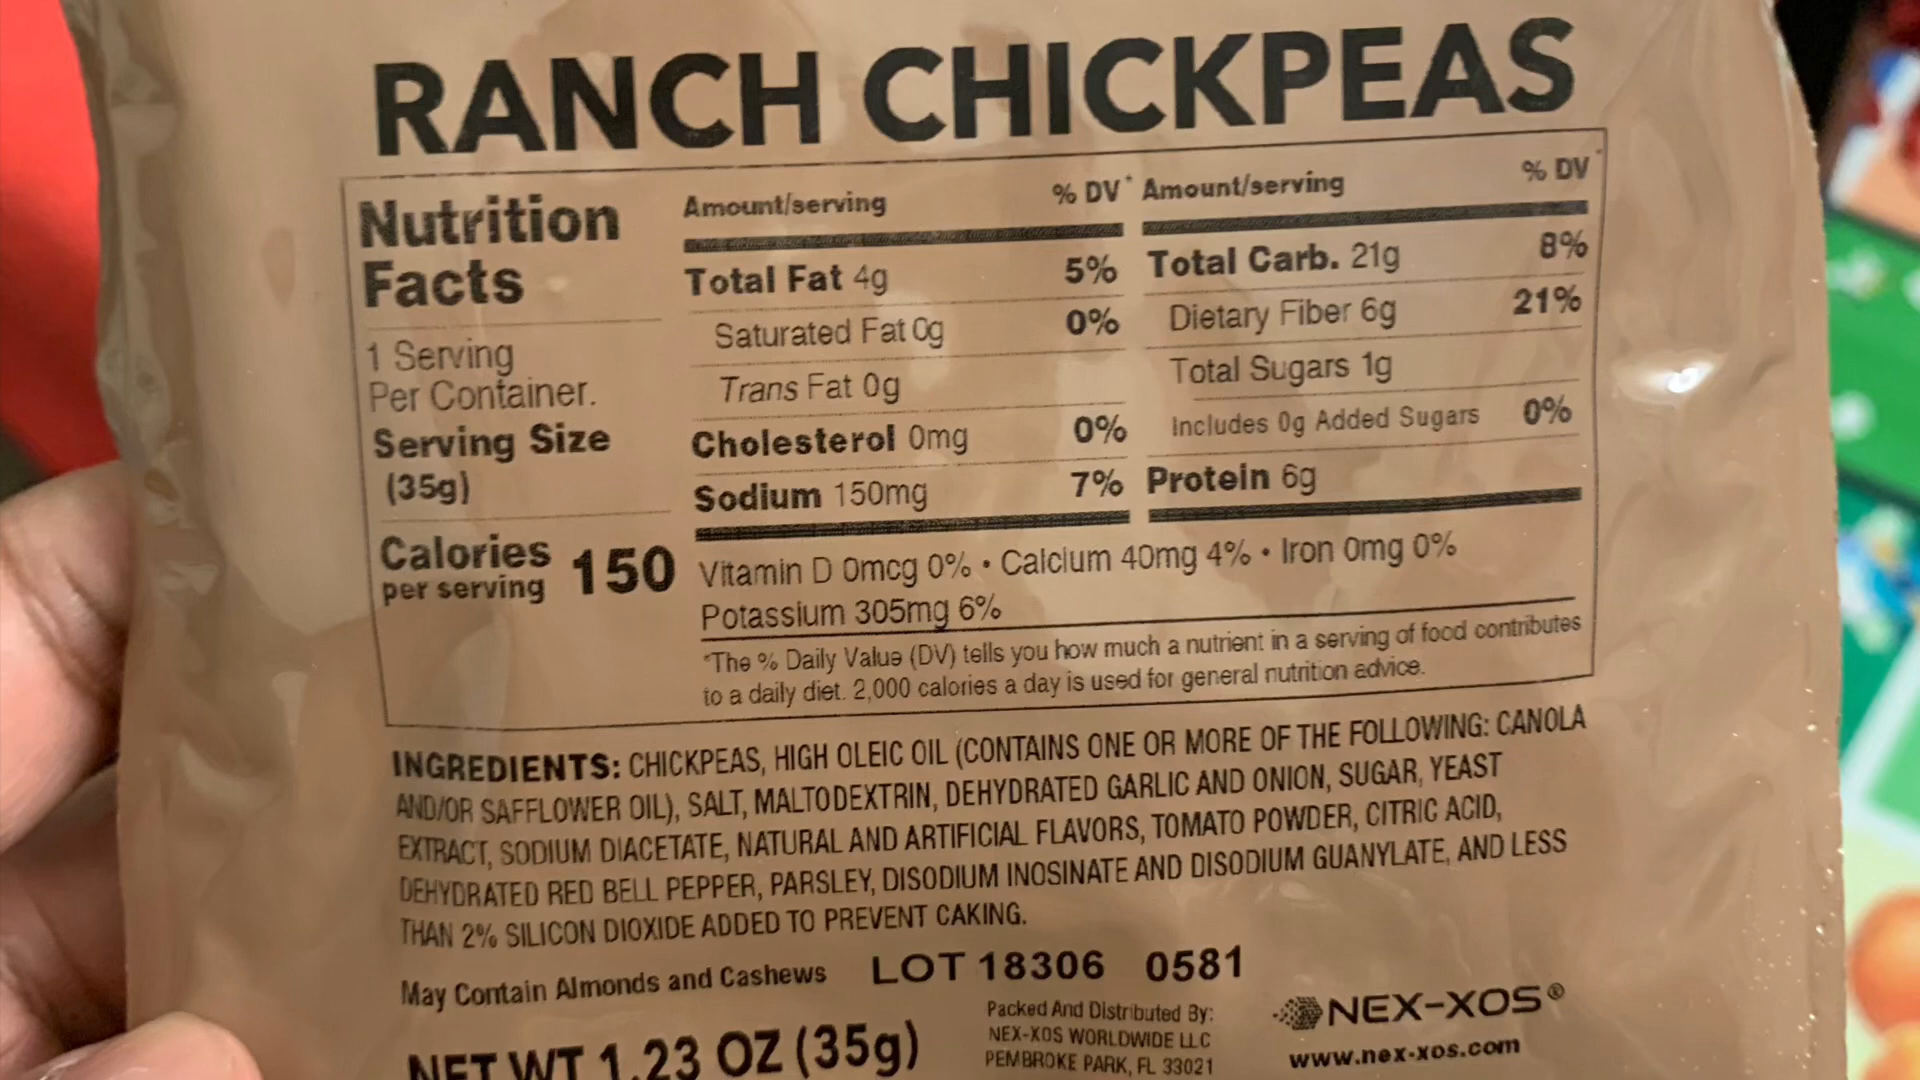 RANCH CHICKPEAS
Nutrition
Facts
1 Serving
Per Container.
Serving Size
(35g)
Calories 150
per serving
Amount/serving % DV*
Total Fat 4g 5%
Saturated Fat 0g 0%
Trans Fat 0g
Cholesterol 0mg 0%
Sodium 150mg 7%
Amount/serving % DV*
Total Carb. 21g 8%
Dietary Fiber 6g 21%
Total Sugars 1g
Includes 0g Added Sugars 0%
Protein 6g
Vitamin D 0mcg 0% • Calcium 40mg 4% • Iron 0mg 0%
Potassium 305mg 6%
*The % Daily Value (DV) tells you how much a nutrient in a serving of food contributes
to a daily diet. 2,000 calories a day is used for general nutrition advice.
INGREDIENTS: CHICKPEAS, HIGH OLEIC OIL (CONTAINS ONE OR MORE OF THE FOLLOWING: CANOLA
AND/OR SAFFLOWER OIL), SALT, MALTODEXTRIN, DEHYDRATED GARLIC AND ONION, SUGAR, YEAST
EXTRACT, SODIUM DIACETATE, NATURAL AND ARTIFICIAL FLAVORS, TOMATO POWDER, CITRIC ACID,
DEHYDRATED RED BELL PEPPER, PARSLEY, DISODIUM INOSINATE AND DISODIUM GUANYLATE, AND LESS
THAN 2% SILICON DIOXIDE ADDED TO PREVENT CAKING.
May Contain Almonds and Cashews
LOT 18306 0581
NET WT 1.23 OZ (35g)
Packed And Distributed By:
NEX-XOS WORLDWIDE LLC
PEMBROKE PARK, FL 33021
NEX-XOS®
www.nex-xos.com